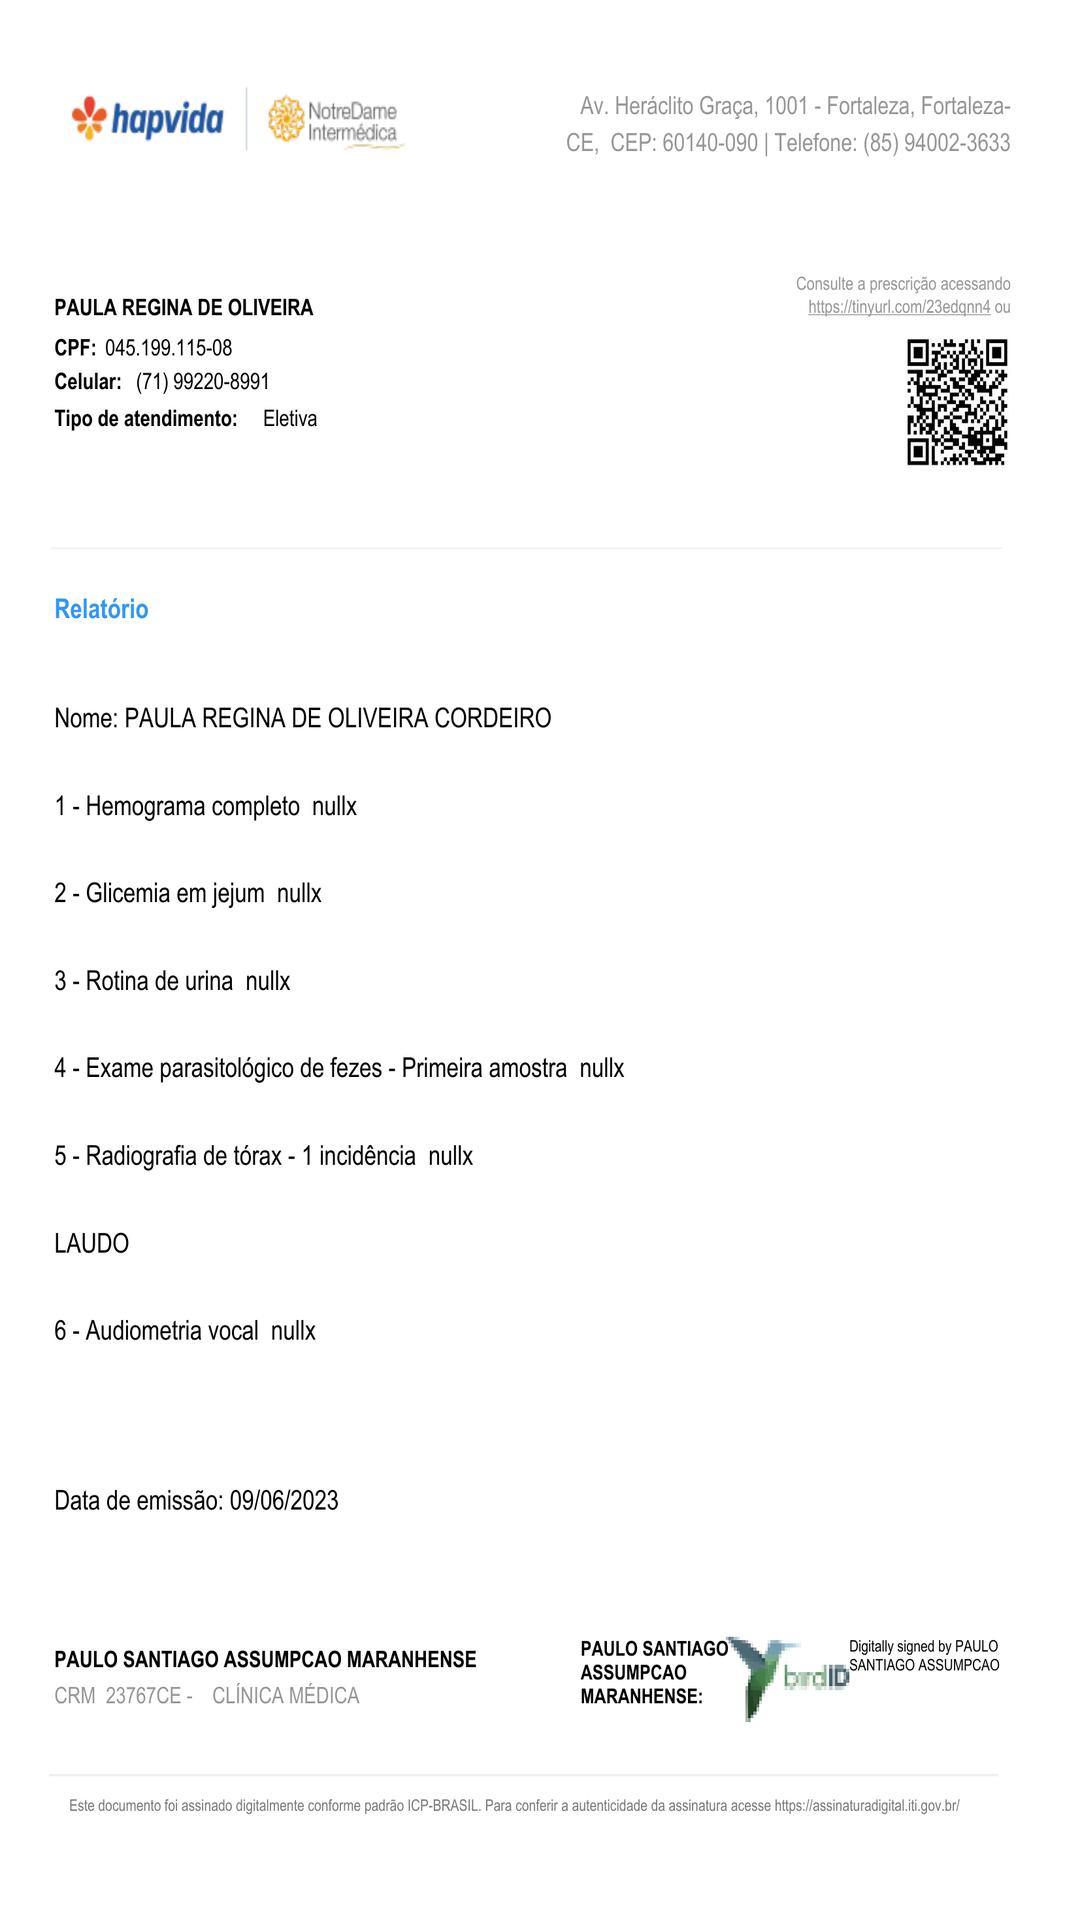 hapvida
NotreDame
Intermédica
Av. Heráclito Graça, 1001 - Fortaleza, Fortaleza-
CE,  CEP: 60140-090 | Telefone: (85) 94002-3633
Consulte a prescrição acessando
https://tinyurl.com/23edqnn4 ou
PAULA REGINA DE OLIVEIRA
CPF: 045.199.115-08
Celular: (71) 99220-8991
Tipo de atendimento: Eletiva
Relatório
Nome: PAULA REGINA DE OLIVEIRA CORDEIRO
1 - Hemograma completo  nullx
2 - Glicemia em jejum  nullx
3 - Rotina de urina  nullx
4 - Exame parasitológico de fezes - Primeira amostra  nullx
5 - Radiografia de tórax - 1 incidência  nullx
LAUDO
6 - Audiometria vocal  nullx
Data de emissão: 09/06/2023
PAULO SANTIAGO ASSUMPCAO MARANHENSE
CRM  23767CE -  CLÍNICA MÉDICA
PAULO SANTIAGO
ASSUMPCAO
MARANHENSE:
birdID
Digitally signed by PAULO
SANTIAGO ASSUMPCAO
Este documento foi assinado digitalmente conforme padrão ICP-BRASIL. Para conferir a autenticidade da assinatura acesse https://assinaturadigital.iti.gov.br/